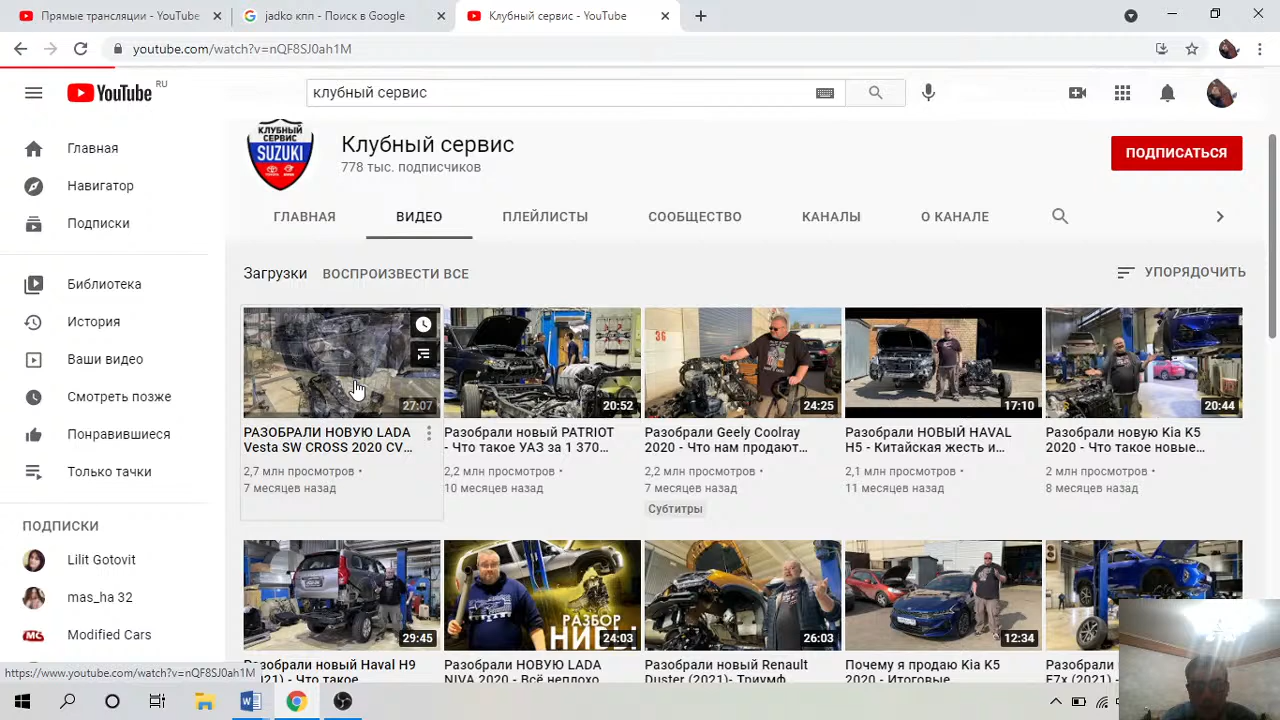 Прямые трансляции - YouTube
jadko кпп - Поиск в Google
Клубный сервис - YouTube
youtube.com/watch?v=nQF8SJ0ah1M
YouTube RU
клубный сервис
Главная
Навигатор
Подписки
Библиотека
История
Ваши видео
Смотреть позже
Понравившиеся
Только тачки
ПОДПИСКИ
Lilit Gotovit
mas_ha 32
Modified Cars
КЛУБНЫЙ
СЕРВИС
SUZUKI
Клубный сервис
778 тыс. подписчиков
ПОДПИСАТЬСЯ
ГЛАВНАЯ
ВИДЕО
ПЛЕЙЛИСТЫ
СООБЩЕСТВО
КАНАЛЫ
О КАНАЛЕ
Загрузки
ВОСПРОИЗВЕСТИ ВСЕ
УПОРЯДОЧИТЬ
27:07
РАЗОБРАЛИ НОВУЮ LADA
Vesta SW CROSS 2020 CV...
2,7 млн просмотров •
7 месяцев назад
20:52
Разобрали новый PATRIOT
- Что такое УАЗ за 1 370...
2,2 млн просмотров •
10 месяцев назад
36
24:25
Разобрали Geely Coolray
2020 - Что нам продают...
2,2 млн просмотров •
7 месяцев назад
Субтитры
17:10
Разобрали НОВЫЙ HAVAL
H5 - Китайская жесть и...
2,1 млн просмотров •
11 месяцев назад
20:44
Разобрали новую Kia K5
2020 - Что такое новые...
2 млн просмотров •
8 месяцев назад
29:45
Разобрали новый Haval H9
(2021) - Что такое
РАЗБОР
НИВЫ
24:03
Разобрали НОВУЮ LADA
NIVA 2020 - Всё неплохо
26:03
Разобрали новый Renault
Duster (2021)- Триумф
12:34
Почему я продаю Kia K5
2020 - Итоговые
Разобрали
F7x (2021)
https://www.youtube.com/watch?v=nQF8SJ0ah1M